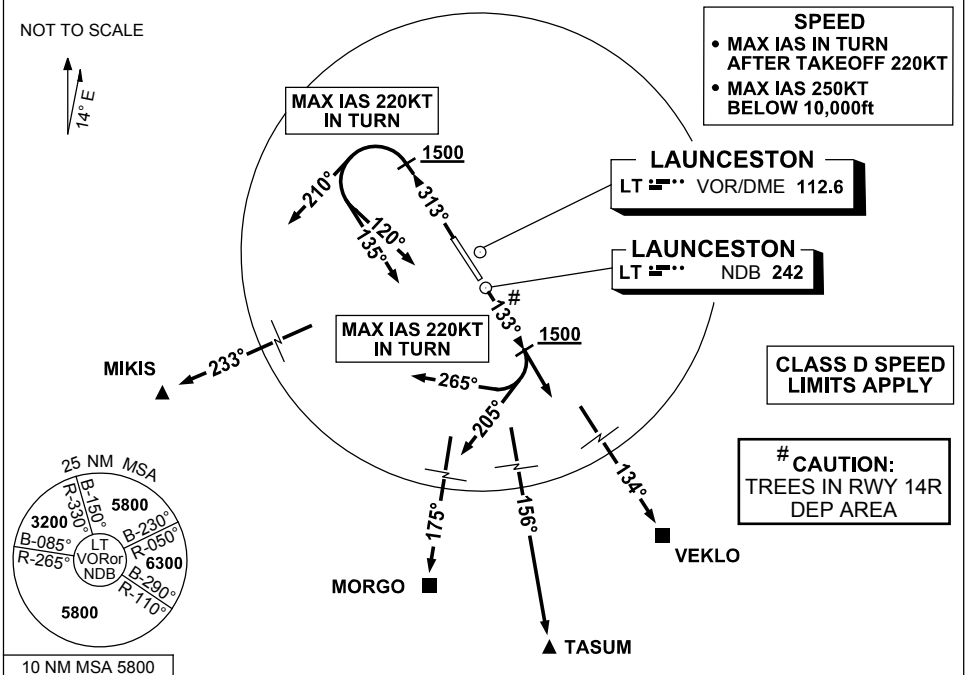 NOT TO SCALE
14° E
SPEED
• MAX IAS IN TURN
AFTER TAKEOFF 220KT
• MAX IAS 250KT
BELOW 10,000ft
MAX IAS 220KT
IN TURN
1500
313°
210°
120°
135°
LAUNCESTON
LT VOR/DME 112.6
LAUNCESTON
LT NDB 242
#
133°
MAX IAS 220KT
IN TURN
1500
265°
205°
MIKIS
233°
CLASS D SPEED
LIMITS APPLY
# CAUTION:
TREES IN RWY 14R
DEP AREA
134°
VEKLO
175°
MORGO
156°
TASUM
25 NM MSA
B-150°
R-330°
5800
3200
B-230°
R-050°
B-085°
R-265°
LT
VORor
NDB
6300
B-290°
R-110°
5800
10 NM MSA 5800